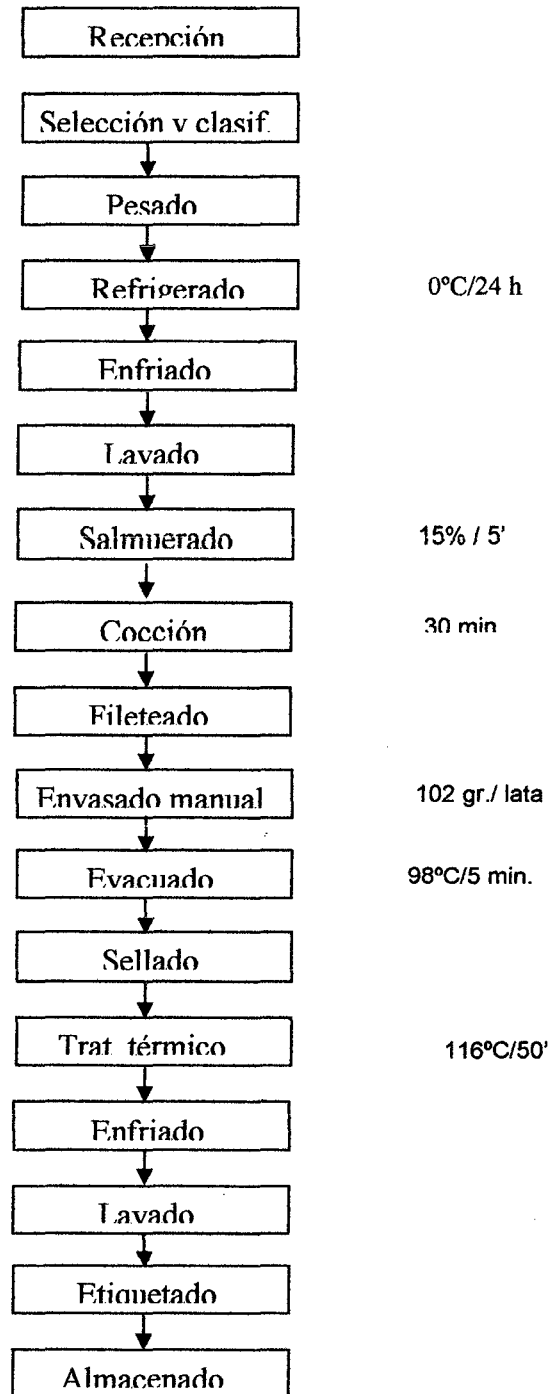 Recepción
Selección y clasif.
Pesado
Refrigerado 0ºC/24 h
Enfriado
Lavado
Salmuerado 15% / 5'
Cocción 30 min
Fileteado
Envasado manual 102 gr./ lata
Evacuado 98ºC/5 min.
Sellado
Trat. térmico 116ºC/50'
Enfriado
Lavado
Etiquetado
Almacenado